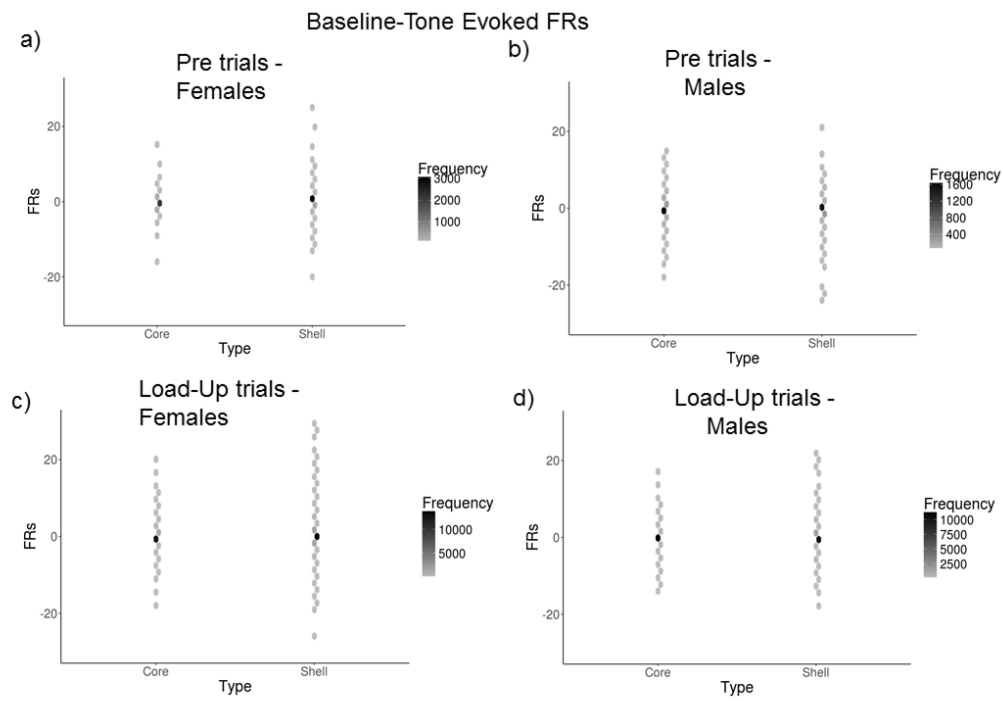 Baseline-Tone Evoked FRs
a)
Pre trials -
Females
20
0
-20
FRs
Core
Shell
Type
Frequency
3000
2000
1000
b)
Pre trials -
Males
20
0
-20
FRs
Core
Shell
Type
Frequency
1600
1200
800
400
c)
Load-Up trials -
Females
20
0
-20
FRs
Core
Shell
Type
Frequency
10000
5000
d)
Load-Up trials -
Males
20
0
-20
FRs
Core
Shell
Type
Frequency
10000
7500
5000
2500